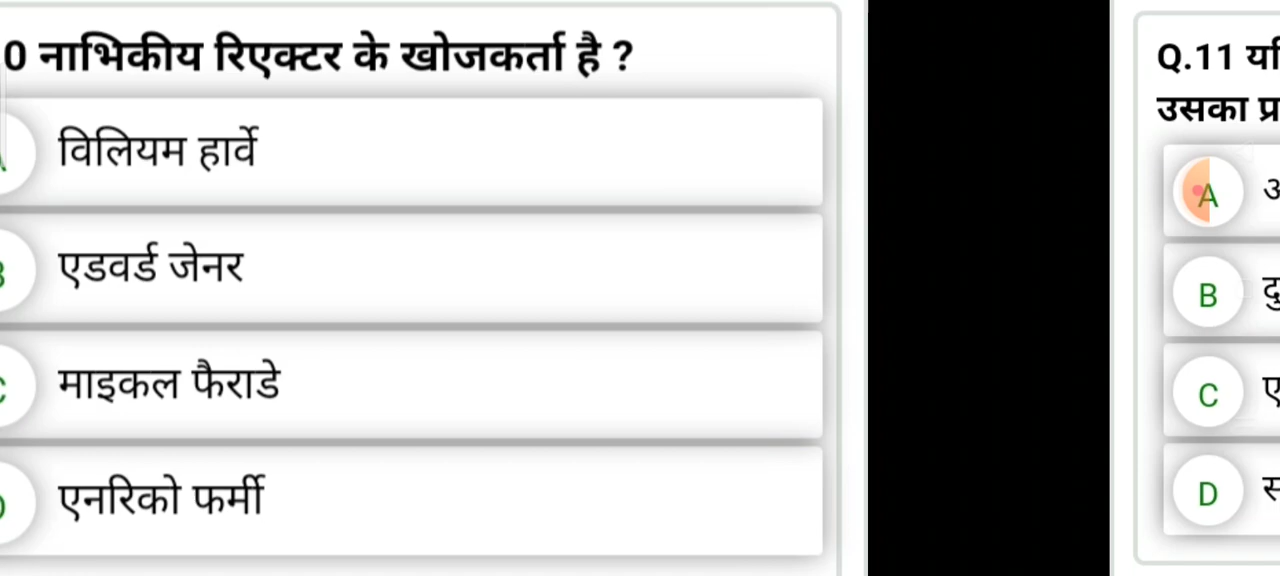 0 नाभिकीय रिएक्टर के खोजकर्ता है ?
विलियम हार्वे
एडवर्ड जेनर
माइकल फैराडे
एनरिको फर्मी
Q.11
उसका
A
B
C
D